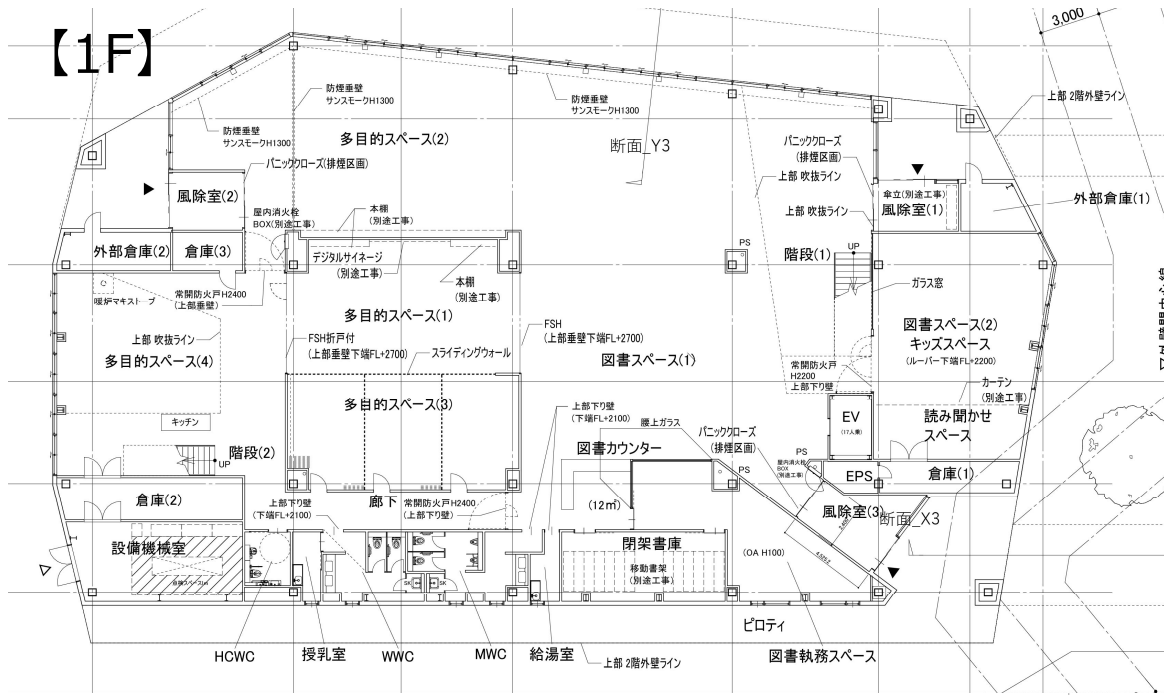 【1F】
3,000
防煙垂壁
サンスモークH1300
防煙垂壁
サンスモークH1300
上部 2階外壁ライン
防煙垂壁
サンスモークH1300
多目的スペース(2)
断面_Y3
パニッククローズ
(排煙区画)
パニッククローズ(排煙区画)
上部 吹抜ライン
傘立(別途工事)
風除室(1)
外部倉庫(1)
風除室(2)
屋内消火栓
BOX(別途工事)
本棚
(別途工事)
上部 吹抜ライン
外部倉庫(2)
倉庫(3)
デジタルサイネージ
(別途工事)
本棚
(別途工事)
PS
階段(1)
UP
ガラス窓
暖炉マキストーブ
常開防火戸H2400
(上部垂壁)
多目的スペース(1)
FSH
(上部垂壁下端FL+2700)
図書スペース(2)
キッズスペース
(ルーバー下端FL+2200)
上部 吹抜ライン
FSH折戸付
(上部垂壁下端FL+2700)
スライディングウォール
図書スペース(1)
多目的スペース(4)
常開防火戸
H2200
上部下り壁
カーテン
(別途工事)
多目的スペース(3)
キッチン
上部下り壁
(下端FL+2100)
腰上ガラス
パニッククローズ
(排煙区画)
EV
(17人乗)
読み聞かせ
スペース
階段(2)
UP
図書カウンター
PS
屋内消火栓
BOX
(別途工事)
PS
EPS
倉庫(1)
倉庫(2)
上部下り壁
(下端FL+2100)
廊下
常開防火戸H2400
(上部下り壁)
(12㎡)
風除室(3)
断面_X3
設備機械室
閉架書庫
(OA H100)
移動書架
(別途工事)
SK
SK
ピロティ
HCWC
授乳室
WWC
MWC
給湯室
上部 2階外壁ライン
図書執務スペース